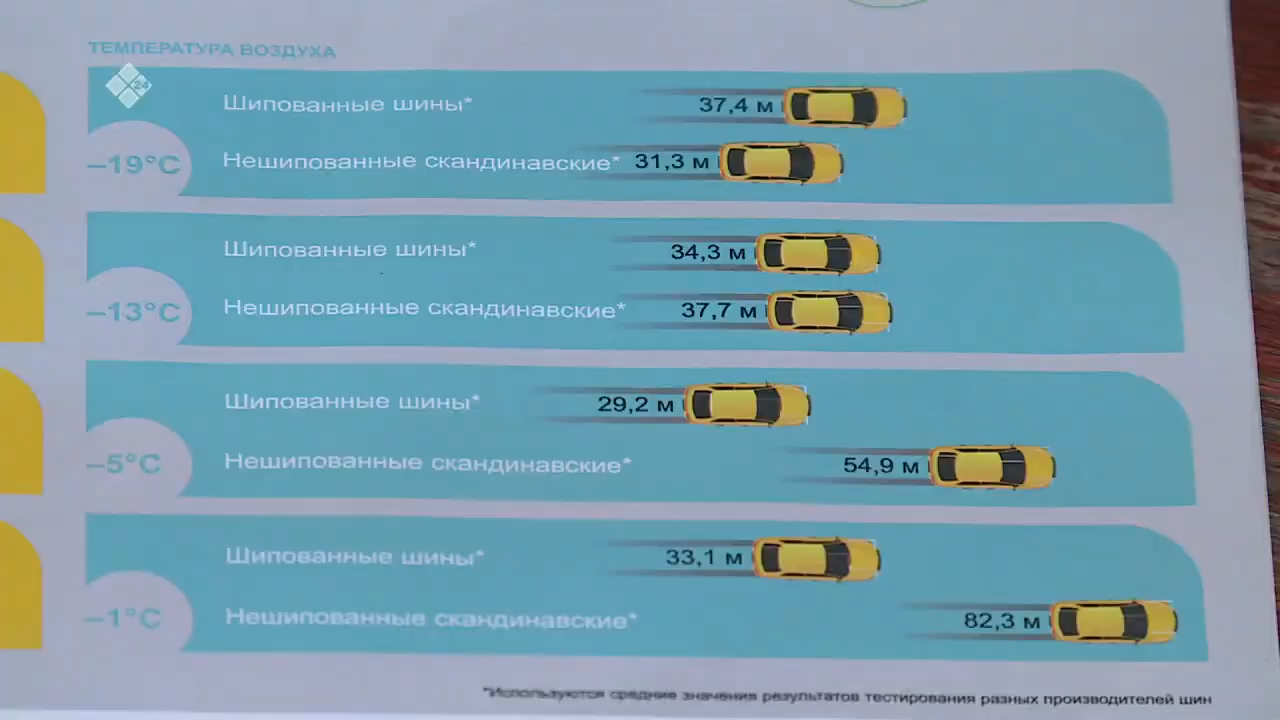 ТЕМПЕРАТУРА ВОЗДУХА
24
Шипованные шины* 37,4 м
–19°C
Нешипованные скандинавские* 31,3 м
Шипованные шины* 34,3 м
–13°C
Нешипованные скандинавские* 37,7 м
Шипованные шины* 29,2 м
–5°C
Нешипованные скандинавские* 54,9 м
Шипованные шины* 33,1 м
–1°C
Нешипованные скандинавские* 82,3 м
*Используются средние значения результатов тестирования разных производителей шин